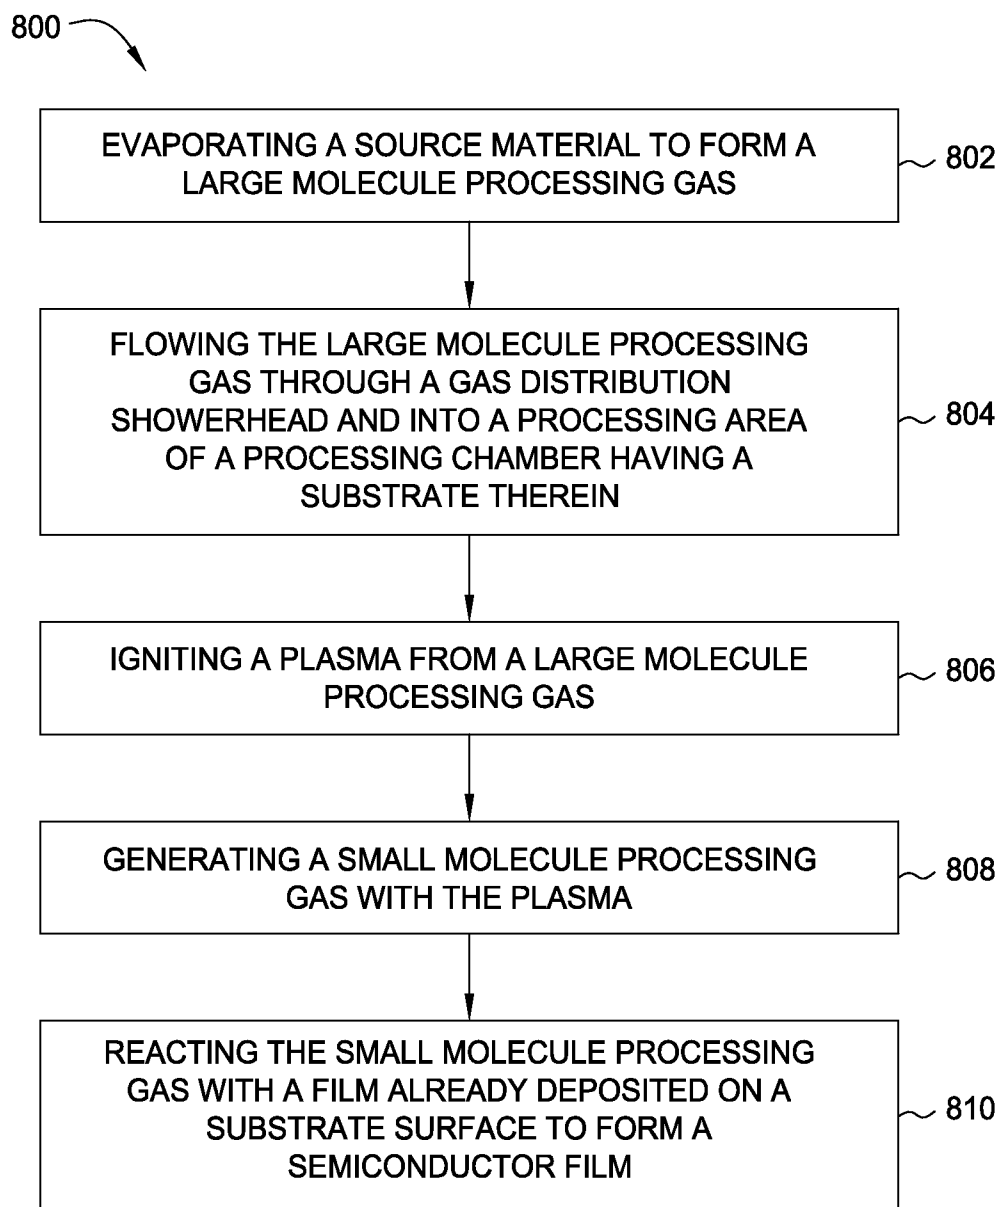 800
EVAPORATING A SOURCE MATERIAL TO FORM A
LARGE MOLECULE PROCESSING GAS
802
FLOWING THE LARGE MOLECULE PROCESSING
GAS THROUGH A GAS DISTRIBUTION
SHOWERHEAD AND INTO A PROCESSING AREA
OF A PROCESSING CHAMBER HAVING A
SUBSTRATE THEREIN
804
IGNITING A PLASMA FROM A LARGE MOLECULE
PROCESSING GAS
806
GENERATING A SMALL MOLECULE PROCESSING
GAS WITH THE PLASMA
808
REACTING THE SMALL MOLECULE PROCESSING
GAS WITH A FILM ALREADY DEPOSITED ON A
SUBSTRATE SURFACE TO FORM A
SEMICONDUCTOR FILM
810